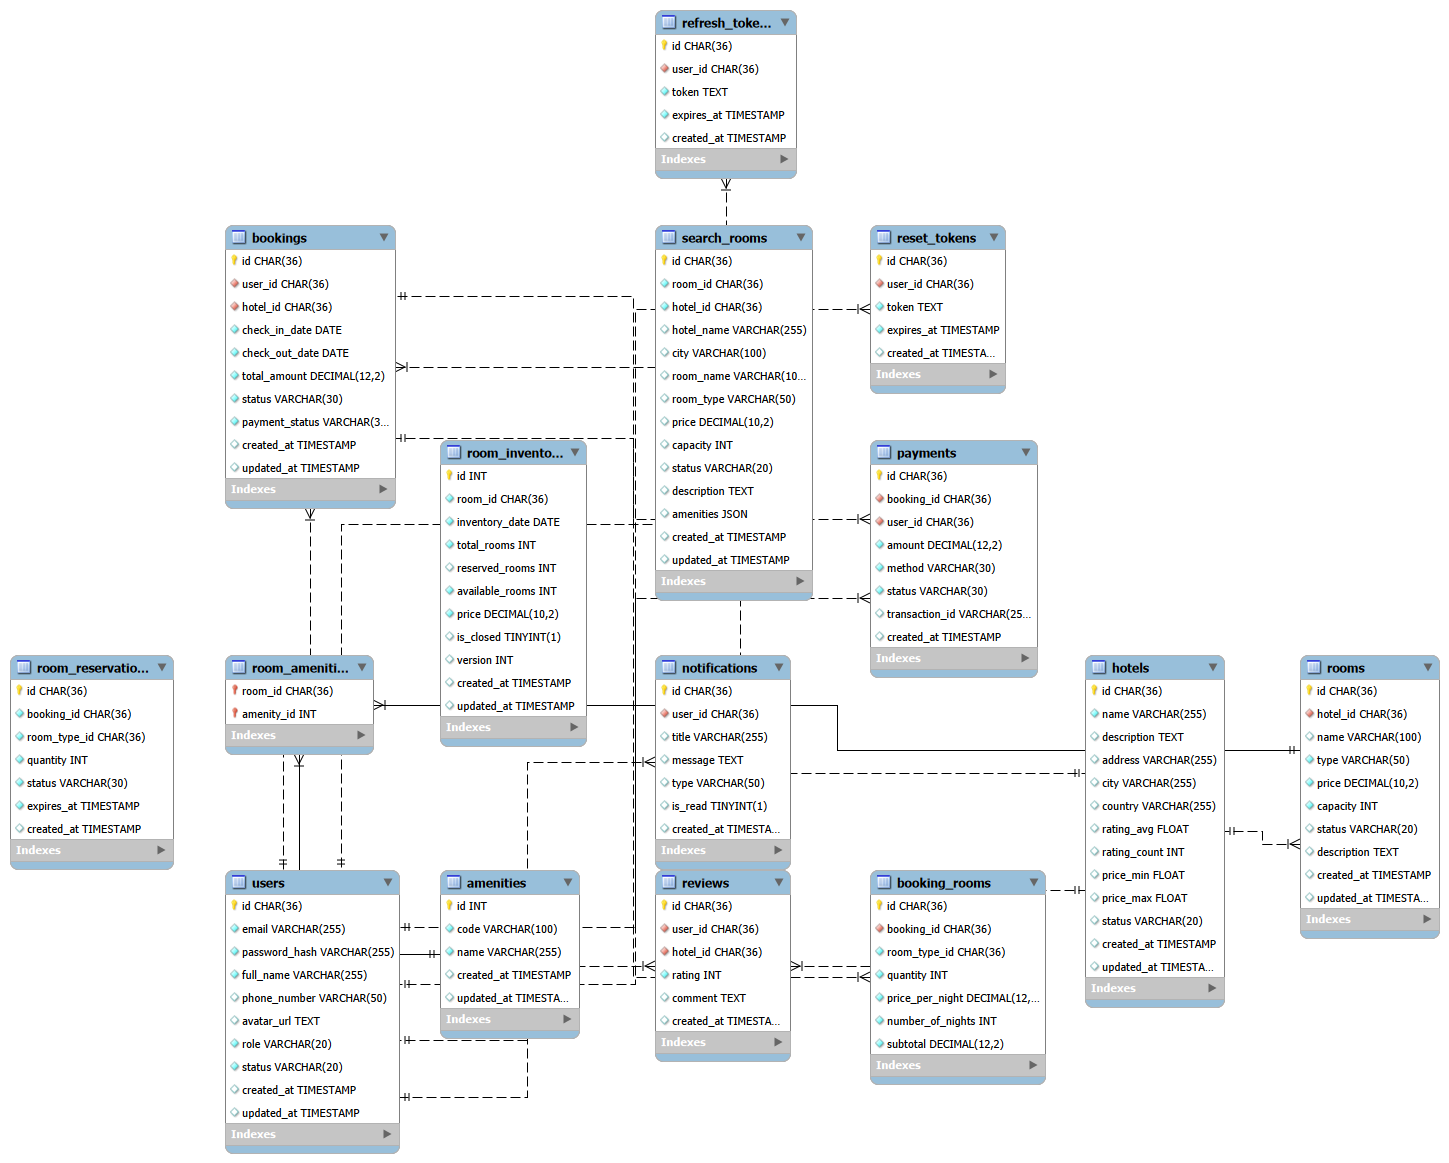 refresh_toke...
id CHAR(36)
user_id CHAR(36)
token TEXT
expires_at TIMESTAMP
created_at TIMESTAMP
Indexes
bookings
id CHAR(36)
user_id CHAR(36)
hotel_id CHAR(36)
check_in_date DATE
check_out_date DATE
total_amount DECIMAL(12,2)
status VARCHAR(30)
payment_status VARCHAR(3...
created_at TIMESTAMP
updated_at TIMESTAMP
Indexes
search_rooms
id CHAR(36)
room_id CHAR(36)
hotel_id CHAR(36)
hotel_name VARCHAR(255)
city VARCHAR(100)
room_name VARCHAR(10...
room_type VARCHAR(50)
price DECIMAL(10,2)
capacity INT
status VARCHAR(20)
description TEXT
amenities JSON
created_at TIMESTAMP
updated_at TIMESTAMP
Indexes
reset_tokens
id CHAR(36)
user_id CHAR(36)
token TEXT
expires_at TIMESTAMP
created_at TIMESTA...
Indexes
room_invento...
id INT
room_id CHAR(36)
inventory_date DATE
total_rooms INT
reserved_rooms INT
available_rooms INT
price DECIMAL(10,2)
is_closed TINYINT(1)
version INT
created_at TIMESTAMP
updated_at TIMESTAMP
Indexes
payments
id CHAR(36)
booking_id CHAR(36)
user_id CHAR(36)
amount DECIMAL(12,2)
method VARCHAR(30)
status VARCHAR(30)
transaction_id VARCHAR(25...
created_at TIMESTAMP
Indexes
room_reservatio...
id CHAR(36)
booking_id CHAR(36)
room_type_id CHAR(36)
quantity INT
status VARCHAR(30)
expires_at TIMESTAMP
created_at TIMESTAMP
Indexes
room_ameniti...
room_id CHAR(36)
amenity_id INT
Indexes
notifications
id CHAR(36)
user_id CHAR(36)
title VARCHAR(255)
message TEXT
type VARCHAR(50)
is_read TINYINT(1)
created_at TIMESTA...
hotels
id CHAR(36)
name VARCHAR(255)
description TEXT
address VARCHAR(255)
city VARCHAR(255)
country VARCHAR(255)
rating_avg FLOAT
rating_count INT
price_min FLOAT
price_max FLOAT
status VARCHAR(20)
created_at TIMESTAMP
updated_at TIMESTA...
Indexes
rooms
id CHAR(36)
hotel_id CHAR(36)
name VARCHAR(100)
type VARCHAR(50)
price DECIMAL(10,2)
capacity INT
status VARCHAR(20)
description TEXT
created_at TIMESTAMP
updated_at TIMESTA...
Indexes
users
id CHAR(36)
email VARCHAR(255)
password_hash VARCHAR(255)
full_name VARCHAR(255)
phone_number VARCHAR(50)
avatar_url TEXT
role VARCHAR(20)
status VARCHAR(20)
created_at TIMESTAMP
updated_at TIMESTAMP
Indexes
amenities
id INT
code VARCHAR(100)
name VARCHAR(255)
created_at TIMESTAMP
updated_at TIMESTA...
Indexes
reviews
id CHAR(36)
user_id CHAR(36)
hotel_id CHAR(36)
rating INT
comment TEXT
created_at TIMESTA...
Indexes
booking_rooms
id CHAR(36)
booking_id CHAR(36)
room_type_id CHAR(36)
quantity INT
price_per_night DECIMAL(12,...
number_of_nights INT
subtotal DECIMAL(12,2)
Indexes